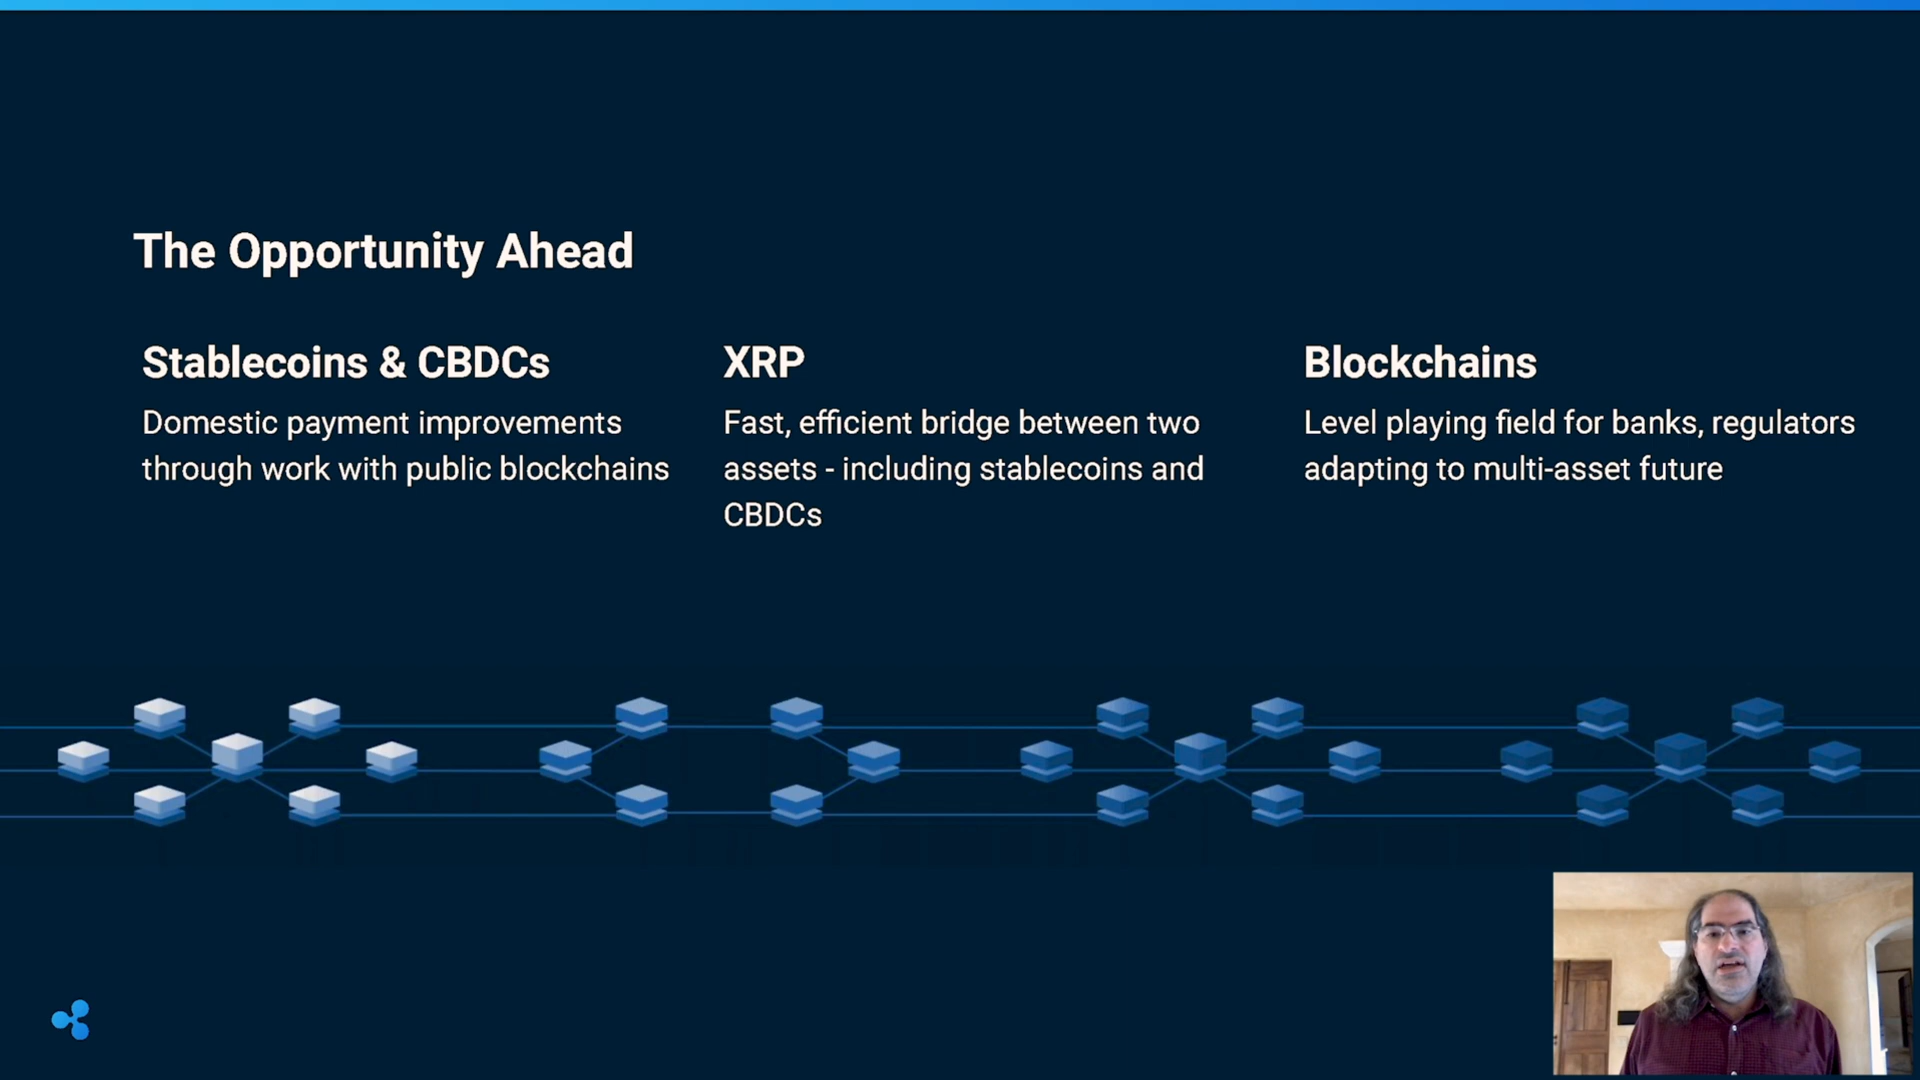 The Opportunity Ahead
Stablecoins & CBDCs
Domestic payment improvements
through work with public blockchains
XRP
Fast, efficient bridge between two
assets - including stablecoins and
CBDCs
Blockchains
Level playing field for banks, regulators
adapting to multi-asset future